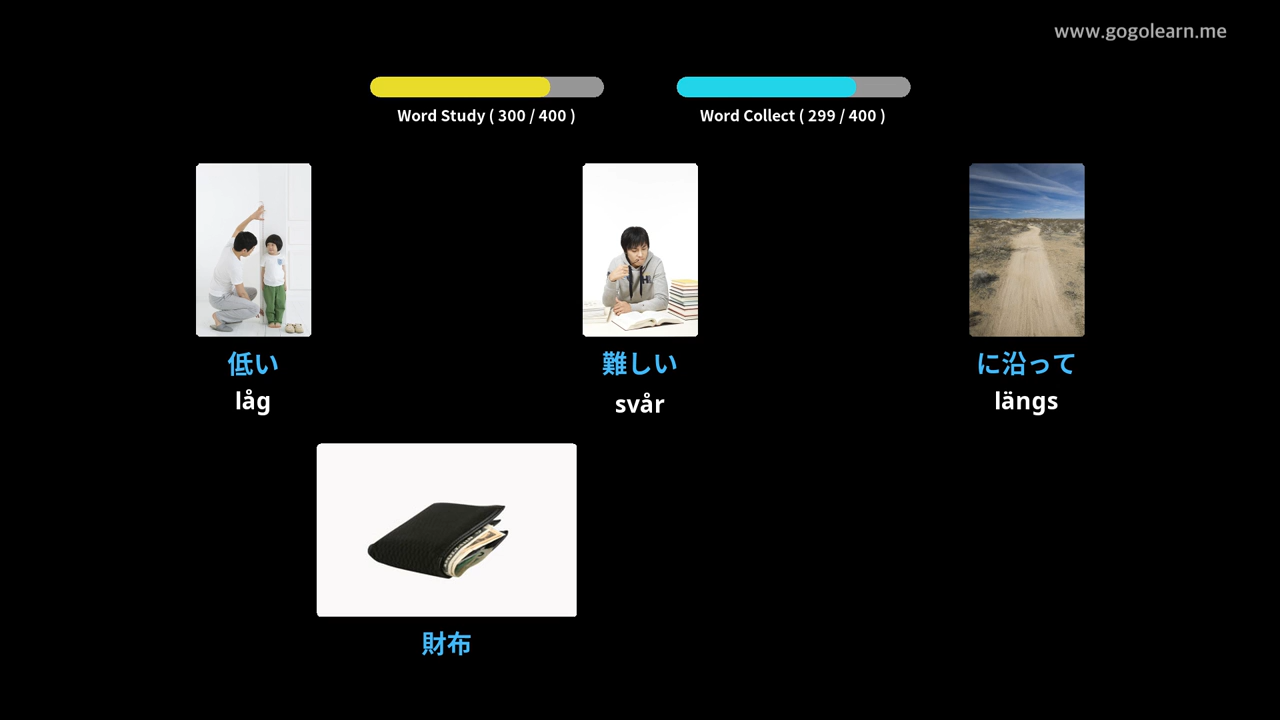 www.gogolearn.me
Word Study ( 300 / 400 )
Word Collect ( 299 / 400 )
低い
låg
難しい
svår
に沿って
längs
財布